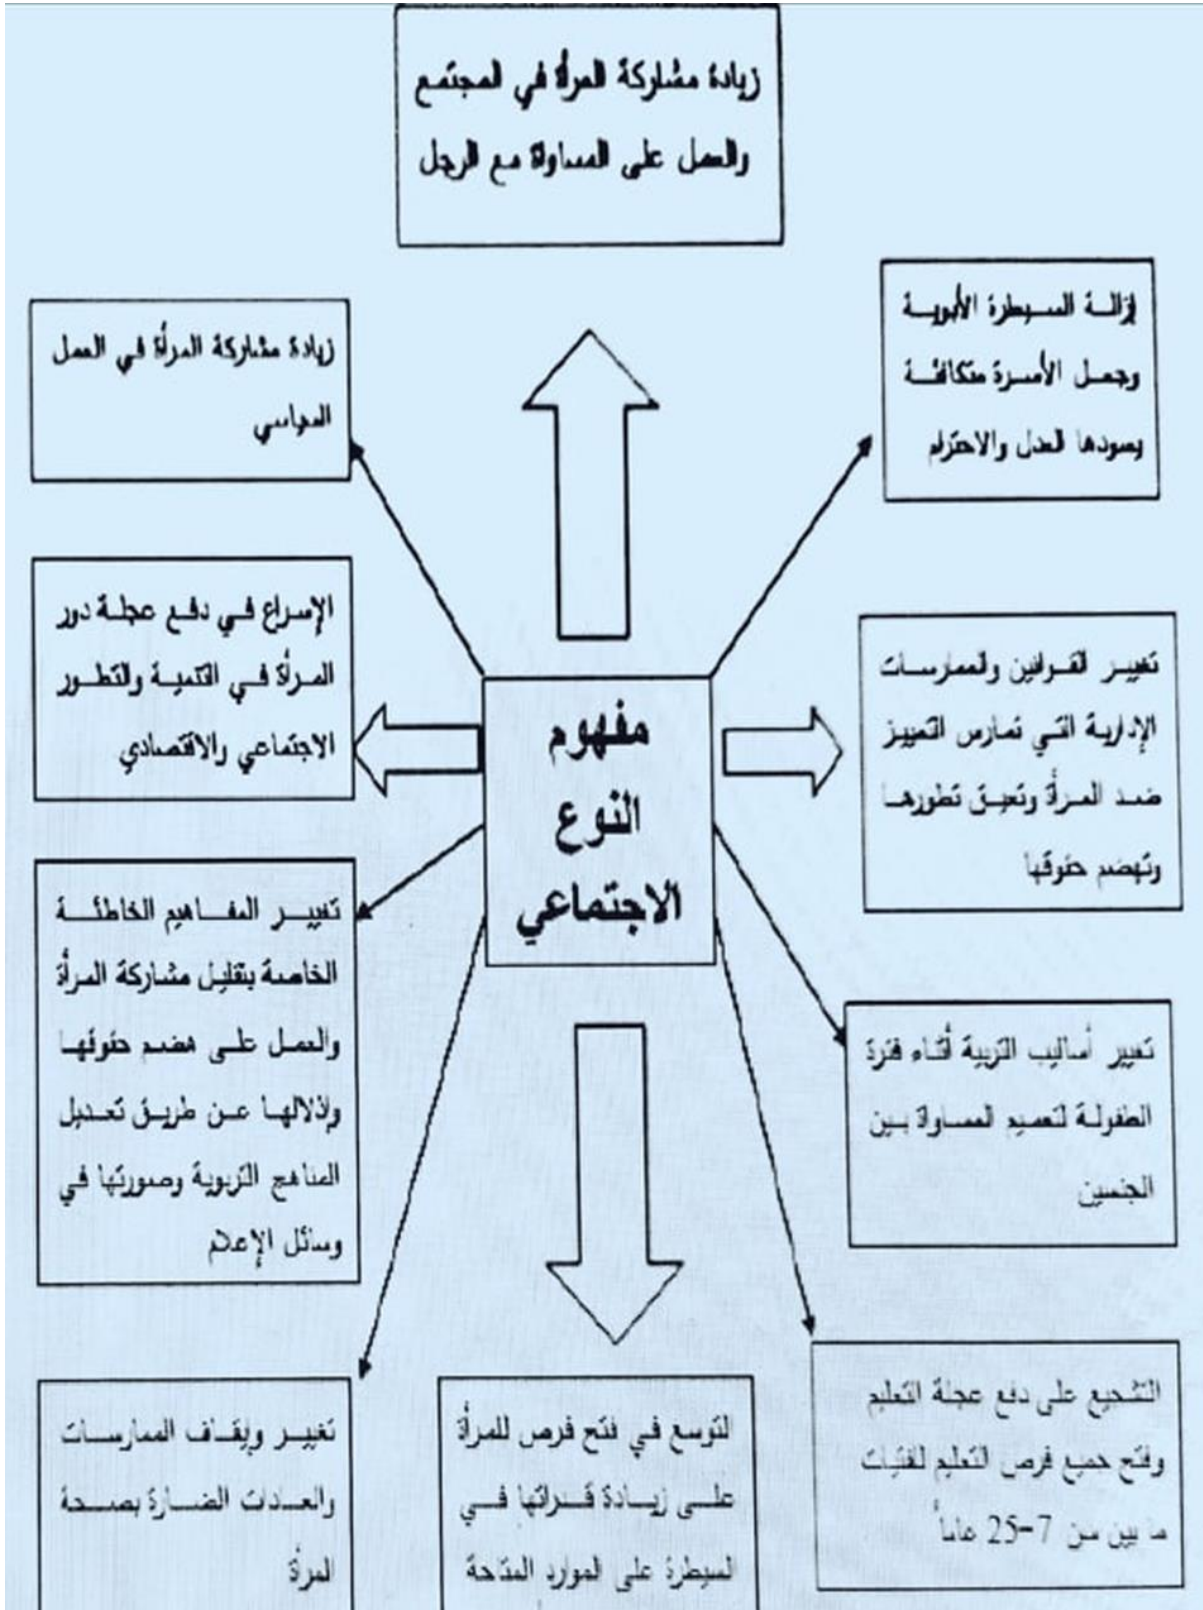 زيادة مشاركة المرأة في المجتمع
والعمل على المساواة مع الرجل
إزالة السيطرة الأبوية
وجعل الأسرة متكافئة
يسودها العدل والاحترام
زيادة مشاركة المرأة في العمل
السياسي
تغيير القوانين والممارسات
الإدارية التي تمارس التمييز
ضد المرأة وتعيق تطورها
وتهضم حقوقها
الإسراع في دفع عجلة دور
المرأة في التنمية والتطور
الاجتماعي والاقتصادي
مفهوم
النوع
الاجتماعي
تغيير أساليب التربية أثناء فترة
الطفولة لتعميم المساواة بين
الجنسين
تغيير المفاهيم الخاطئة
الخاصة بتقليل مشاركة المرأة
والعمل على هضم حقوقها
وإذلالها عن طريق تعديل
المناهج التربوية وصورتها في
وسائل الإعلام
التشجيع على دفع عجلة التعليم
وفتح جميع فرص التعليم للفتيات
ما بين سن 7-25 عاماً
التوسع في فتح فرص للمرأة
على زيادة قدراتها في
السيطرة على الموارد المتاحة
تغيير وإيقاف الممارسات
والعادات الضارة بصحة
المرأة